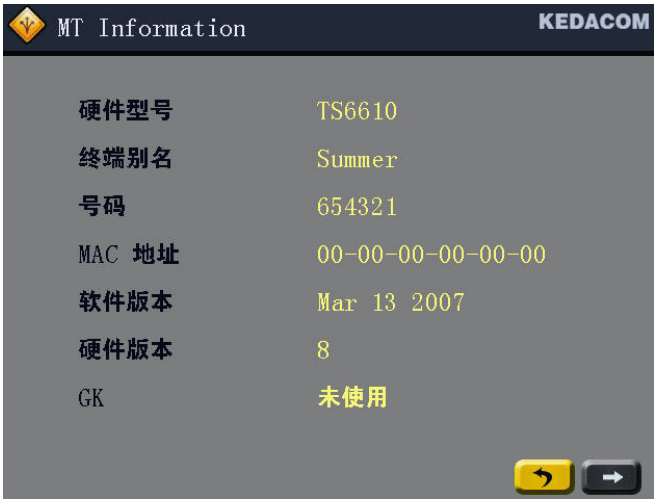 MT Information
KEDACOM
硬件型号 TS6610
终端别名 Summer
号码 654321
MAC 地址 00-00-00-00-00-00
软件版本 Mar 13 2007
硬件版本 8
GK 未使用